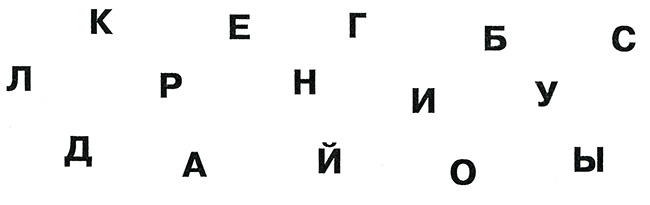 К Е Г Б С
Л Р Н И У
Д А Й О Ы